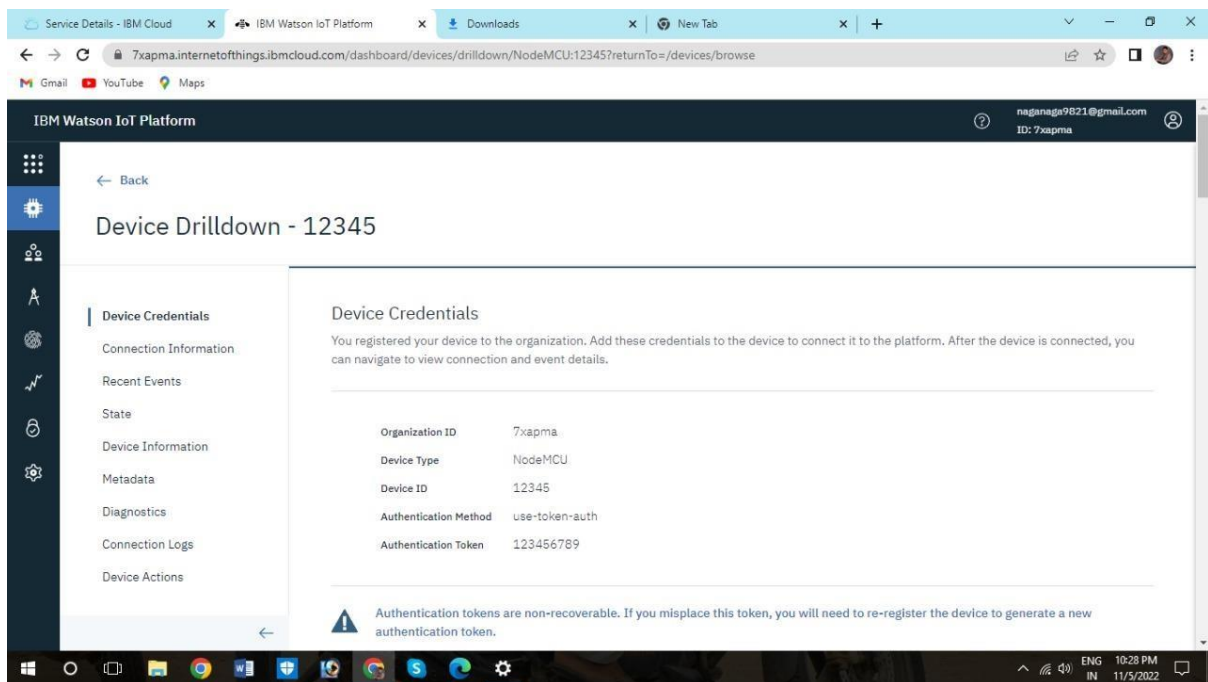 Service Details - IBM Cloud
IBM Watson IoT Platform
Downloads
New Tab
7xapma.internetofthings.ibmcloud.com/dashboard/devices/drilldown/NodeMCU:12345?returnTo=/devices/browse
Gmail
YouTube
Maps
IBM Watson IoT Platform
naganaga9821@gmail.com
ID: 7xapma
Back
Device Drilldown - 12345
Device Credentials
Connection Information
Recent Events
State
Device Information
Metadata
Diagnostics
Connection Logs
Device Actions
Device Credentials
You registered your device to the organization. Add these credentials to the device to connect it to the platform. After the device is connected, you
can navigate to view connection and event details.
Organization ID 7xapma
Device Type NodeMCU
Device ID 12345
Authentication Method use-token-auth
Authentication Token 123456789
Authentication tokens are non-recoverable. If you misplace this token, you will need to re-register the device to generate a new
authentication token.
ENG 10:28 PM
IN 11/5/2022